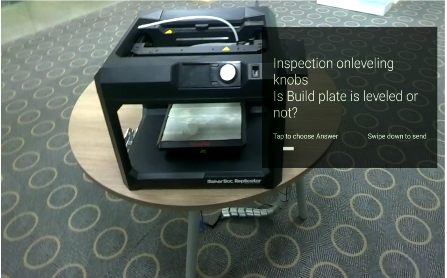 Inspection onleveling
knobs
Is Build plate is leveled or
not?
Tap to choose Answer
Swipe down to send
MakerBot Replicator